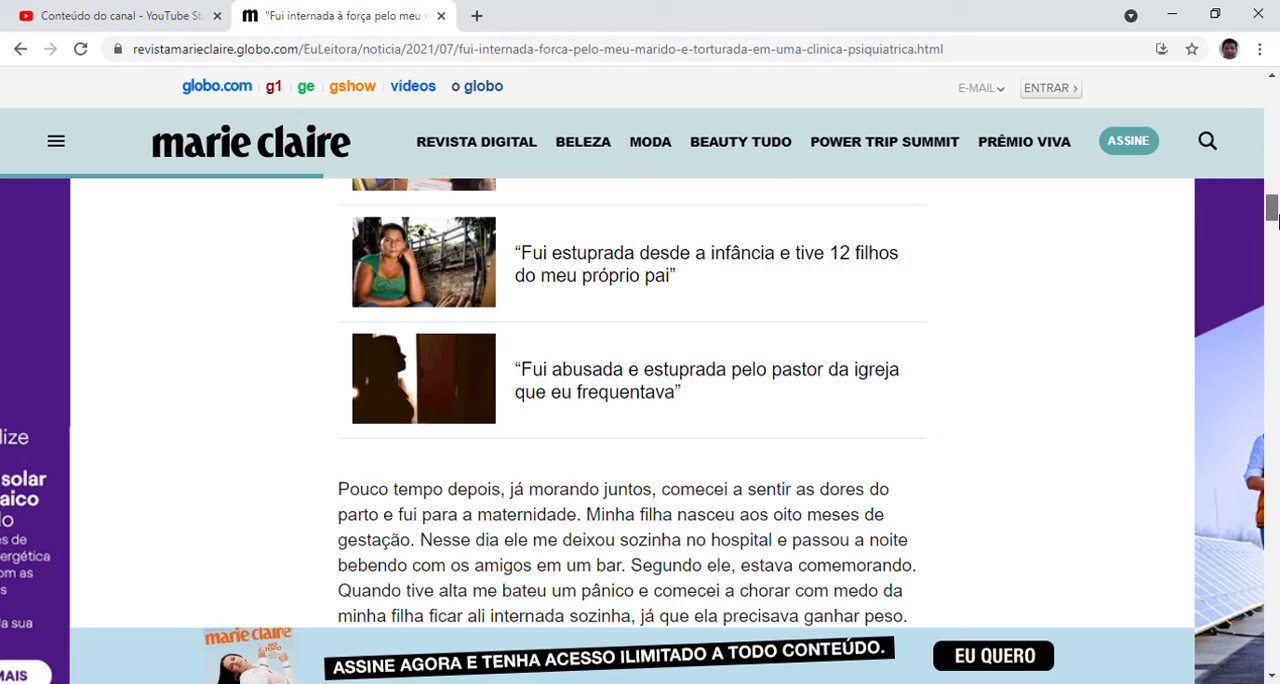 Conteúdo do canal - YouTube St
"Fui internada à força pelo meu
revistamarieclaire.globo.com/EuLeitora/noticia/2021/07/fui-internada-forca-pelo-meu-marido-e-torturada-em-uma-clinica-psiquiatrica.html
globo.com g1 ge gshow vídeos o globo
E-MAIL ENTRAR >
marie claire REVISTA DIGITAL BELEZA MODA BEAUTY TUDO POWER TRIP SUMMIT PRÊMIO VIVA ASSINE
“Fui estuprada desde a infância e tive 12 filhos
do meu próprio pai”
“Fui abusada e estuprada pelo pastor da igreja
que eu frequentava”
lize
solar
aico
o
s de
ergética
om as
s
a sua
MAIS
Pouco tempo depois, já morando juntos, comecei a sentir as dores do
parto e fui para a maternidade. Minha filha nasceu aos oito meses de
gestação. Nesse dia ele me deixou sozinha no hospital e passou a noite
bebendo com os amigos em um bar. Segundo ele, estava comemorando.
Quando tive alta me bateu um pânico e comecei a chorar com medo da
minha filha ficar ali internada sozinha, já que ela precisava ganhar peso.
marie claire
ASSINE AGORA E TENHA ACESSO ILIMITADO A TODO CONTEÚDO.
EU QUERO